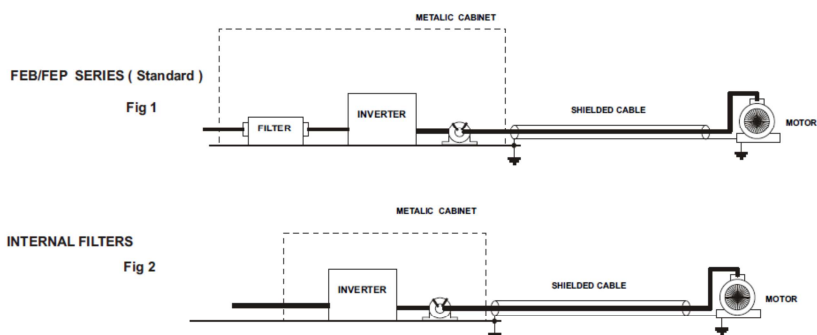 METALIC CABINET
FEB/FEP SERIES ( Standard )
Fig 1
FILTER
INVERTER
SHIELDED CABLE
MOTOR
METALIC CABINET
INTERNAL FILTERS
Fig 2
INVERTER
SHIELDED CABLE
MOTOR